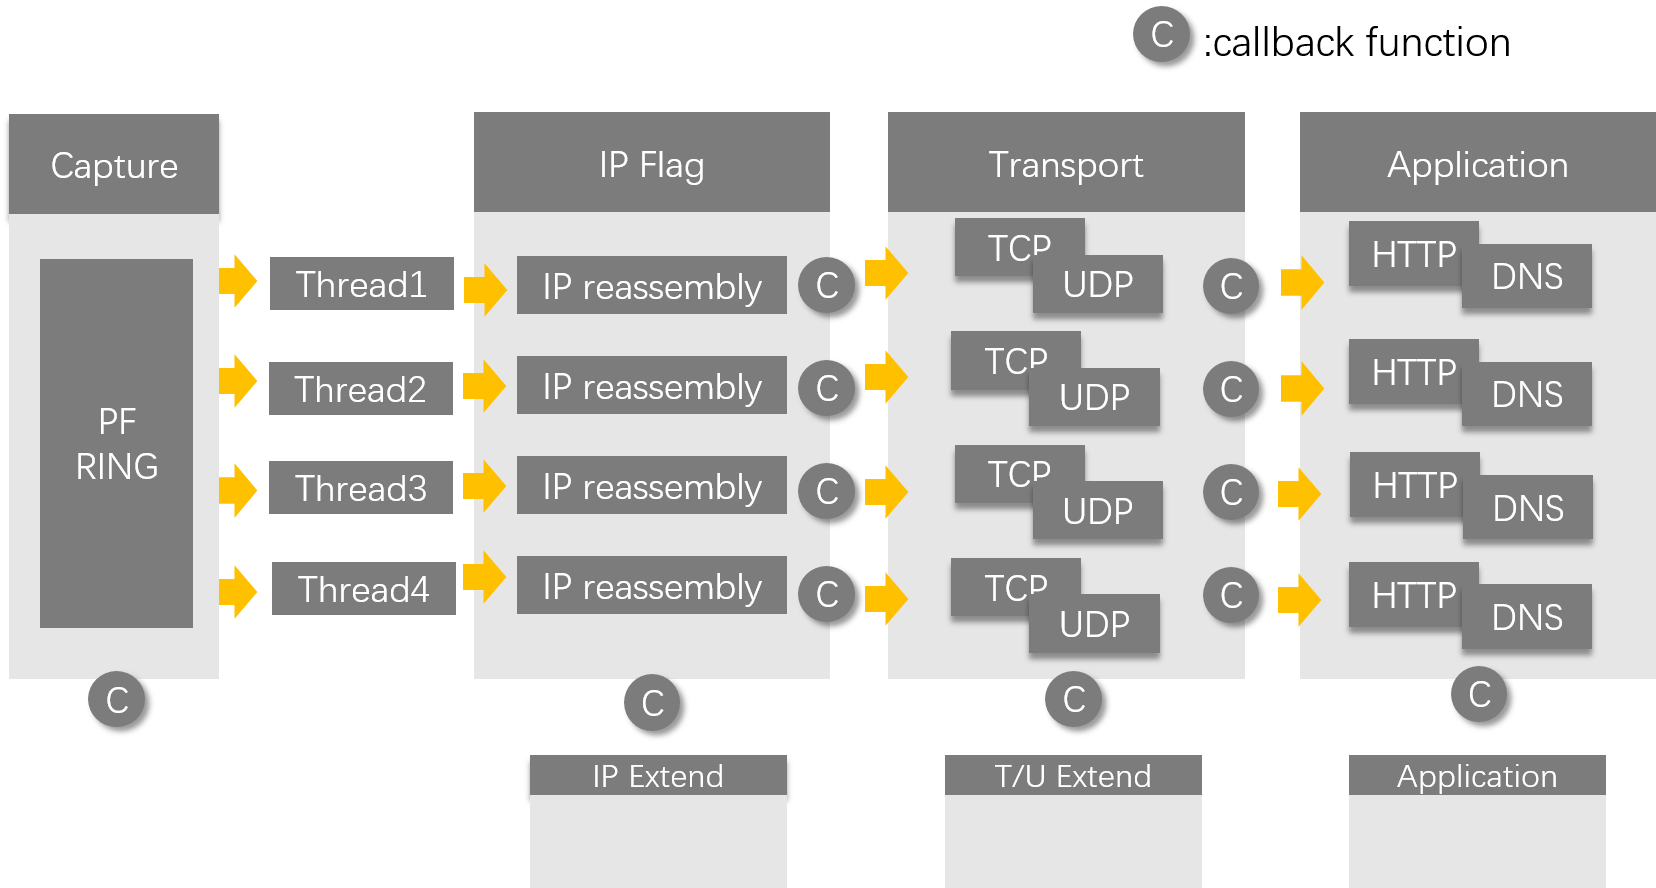 C :callback function
Capture
IP Flag
Transport
Application
PF
RING
Thread1
IP reassembly
C
TCP
UDP
C
HTTP
DNS
Thread2
IP reassembly
C
TCP
UDP
C
HTTP
DNS
Thread3
IP reassembly
C
TCP
UDP
C
HTTP
DNS
Thread4
IP reassembly
C
TCP
UDP
C
HTTP
DNS
C
C
C
C
IP Extend
T/U Extend
Application